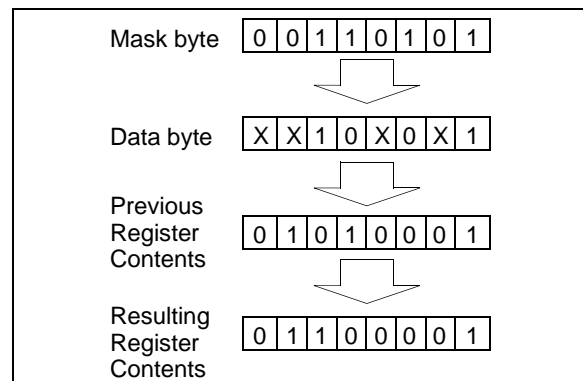 Mask byte 0 0 1 1 0 1 0 1
Data byte X X 1 0 X 0 X 1
Previous
Register
Contents 0 1 0 1 0 0 0 1
Resulting
Register
Contents 0 1 1 0 0 0 0 1